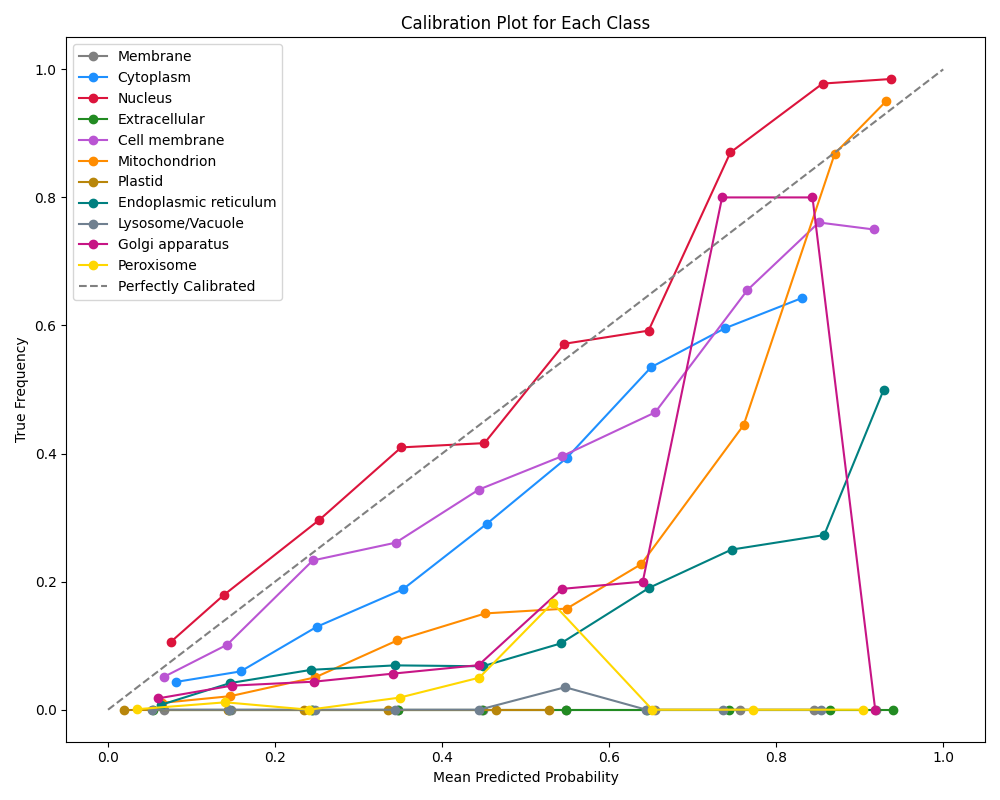 Calibration Plot for Each Class
Membrane
Cytoplasm
Nucleus
Extracellular
Cell membrane
Mitochondrion
Plastid
Endoplasmic reticulum
Lysosome/Vacuole
Golgi apparatus
Peroxisome
Perfectly Calibrated
True Frequency
1.0
0.8
0.6
0.4
0.2
0.0
0.0 0.2 0.4 0.6 0.8 1.0
Mean Predicted Probability